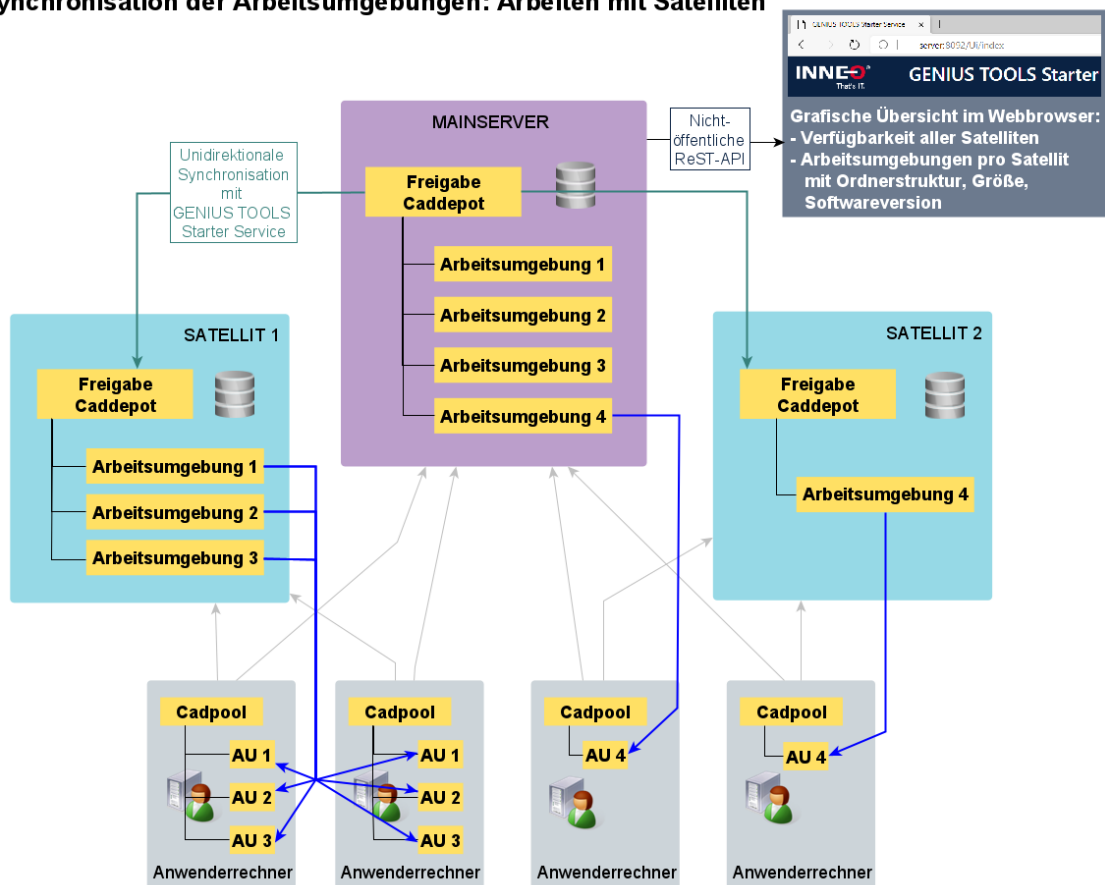 ynchronisation der Arbeitsumgebungen: Arbeiten mit Satelliten
GENIUS TOOLS Starter Service
server:8092/Ui/index
INNEO
That's IT.
GENIUS TOOLS Starter
Grafische Übersicht im Webbrowser:
- Verfügbarkeit aller Satelliten
- Arbeitsumgebungen pro Satellit
mit Ordnerstruktur, Größe,
Softwareversion
MAINSERVER
Nicht-
öffentliche
ReST-API
Unidirektionale
Synchronisation
mit
GENIUS TOOLS
Starter Service
Freigabe
Caddepot
Arbeitsumgebung 1
Arbeitsumgebung 2
Arbeitsumgebung 3
Arbeitsumgebung 4
SATELLIT 1
Freigabe
Caddepot
Arbeitsumgebung 1
Arbeitsumgebung 2
Arbeitsumgebung 3
SATELLIT 2
Freigabe
Caddepot
Arbeitsumgebung 4
Cadpool
AU 1
AU 2
AU 3
Anwenderrechner
Cadpool
AU 1
AU 2
AU 3
Anwenderrechner
Cadpool
AU 4
Anwenderrechner
Cadpool
AU 4
Anwenderrechner